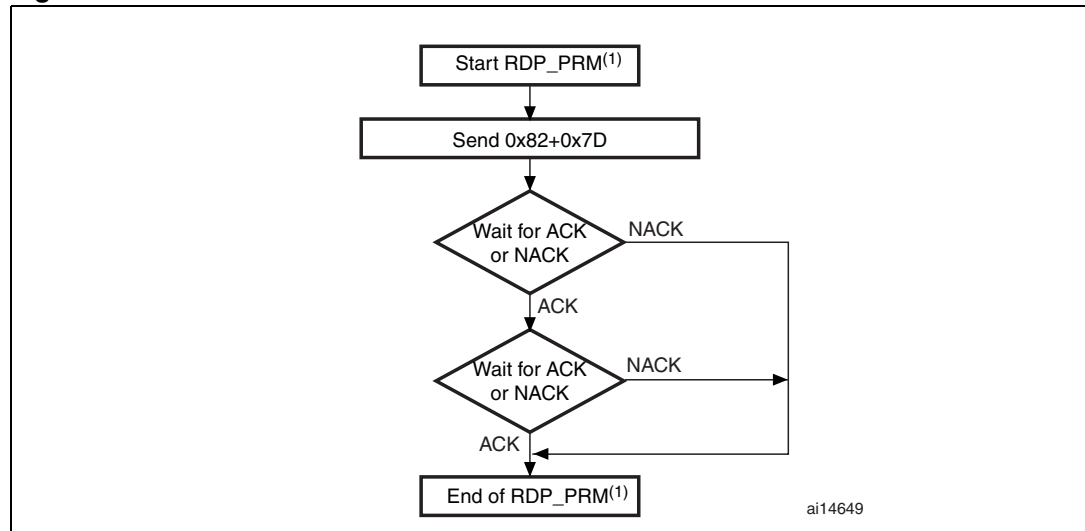 Start RDP_PRM(1)
Send 0x82+0x7D
Wait for ACK
or NACK
NACK
ACK
Wait for ACK
or NACK
NACK
ACK
End of RDP_PRM(1)
ai14649